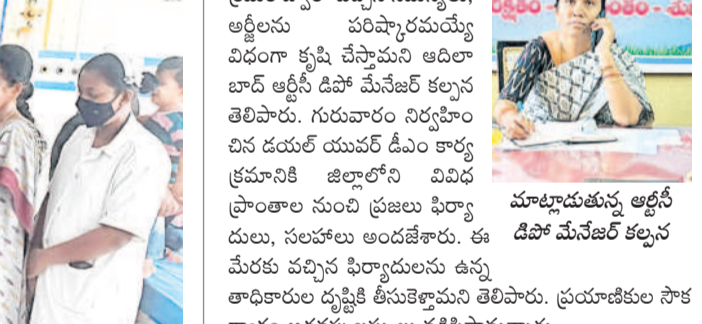 అర్జీలను పరిష్కారమయ్యే
విధంగా కృషి చేస్తామని ఆదిలా
బాద్ ఆర్టీసీ డిపో మేనేజర్ కల్పన
తెలిపారు. గురువారం నిర్వహిం
చిన డయల్ యువర్ డీఎం కార్య
క్రమానికి జిల్లాలోని వివిధ
ప్రాంతాల నుంచి ప్రజలు ఫిర్యా
దులు, సలహాలు అందజేశారు. ఈ
మేరకు వచ్చిన ఫిర్యాదులను ఉన్న
తాధికారుల దృష్టికి తీసుకెళ్తామని తెలిపారు. ప్రయాణికుల సౌక
మాట్లాడుతున్న ఆర్టీసీ
డిపో మేనేజర్ కల్పన